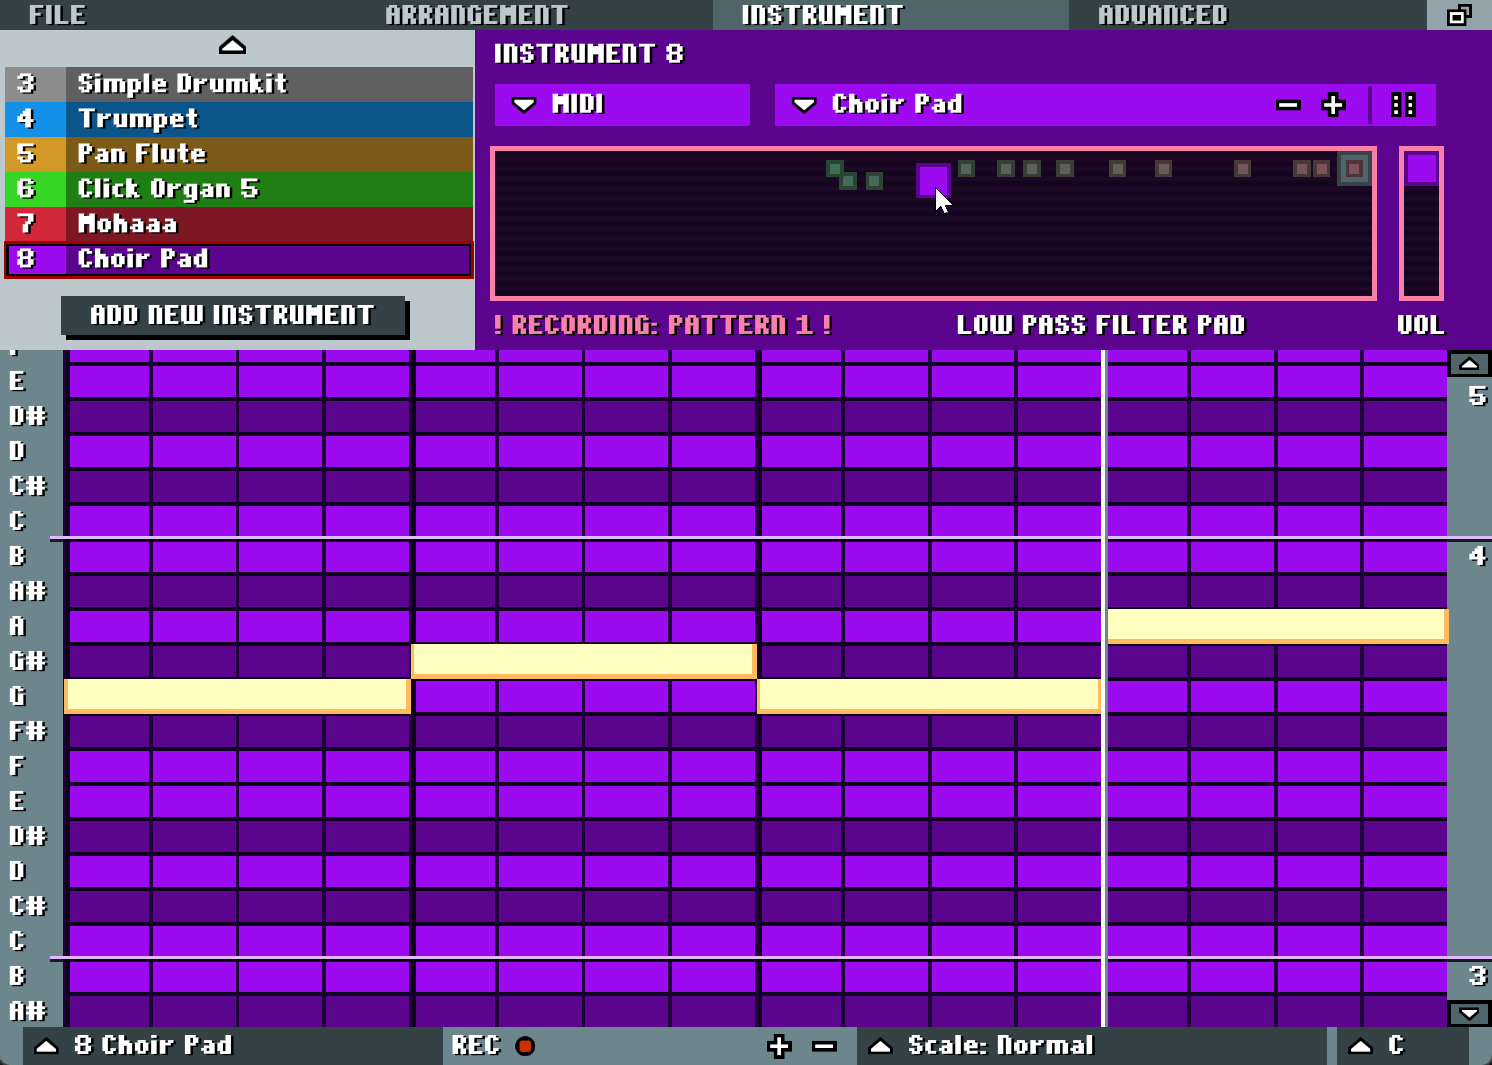 FILE
ARRANGEMENT
INSTRUMENT
ADVANCED
3 Simple Drumkit
4 Trumpet
5 Pan Flute
6 Click Organ 5
7 Mohaaa
8 Choir Pad
ADD NEW INSTRUMENT
INSTRUMENT 8
MIDI
Choir Pad
! RECORDING: PATTERN 1 !
LOW PASS FILTER PAD
VOL
E
D#
D
C#
C
B
A#
A
G#
G
F#
F
E
D#
D
C#
C
B
A#
5
4
3
8 Choir Pad
REC
Scale: Normal
C